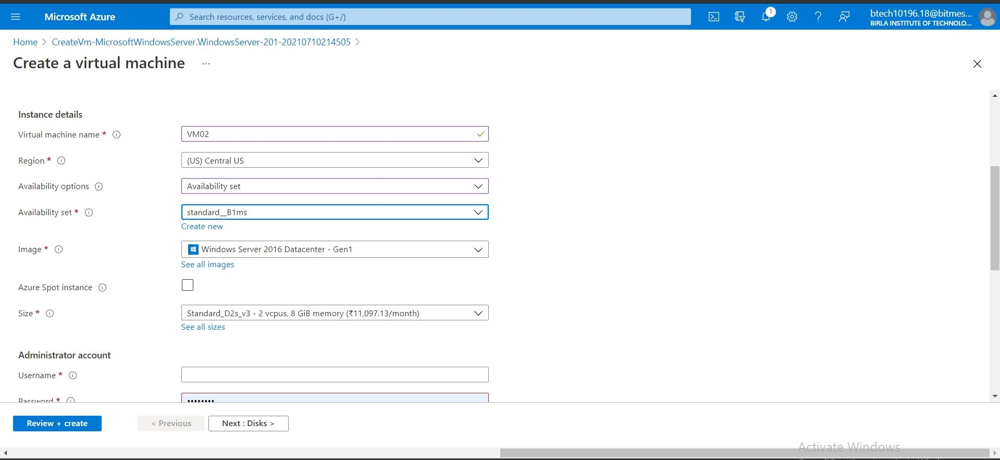 Microsoft Azure
Search resources, services, and docs (G+/)
1
btech10196.18@bitmes...
BIRLA INSTITUTE OF TECHNOLO...
Home > CreateVm-MicrosoftWindowsServer.WindowsServer-201-20210710214505 >
Create a virtual machine ...
Instance details
Virtual machine name *
VM02
Region *
(US) Central US
Availability options
Availability set
Availability set *
standard__B1ms
Create new
Image *
Windows Server 2016 Datacenter - Gen1
See all images
Azure Spot instance
Size *
Standard_D2s_v3 - 2 vcpus, 8 GiB memory (₹11,097.13/month)
See all sizes
Administrator account
Username *
Password *
••••••••
Review + create
< Previous
Next : Disks >
Activate Windows